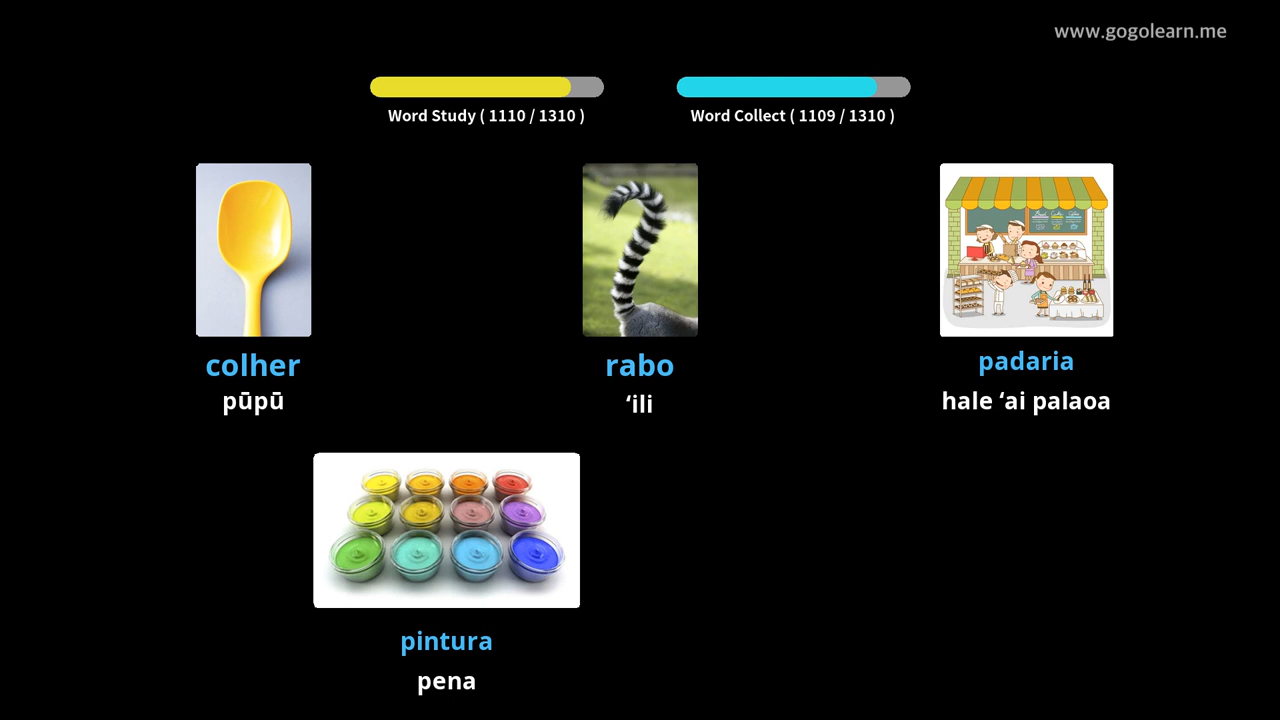 www.gogolearn.me
Word Study ( 1110 / 1310 )
Word Collect ( 1109 / 1310 )
colher
rabo
padaria
pūpū
ʻili
hale ʻai palaoa
pintura
pena